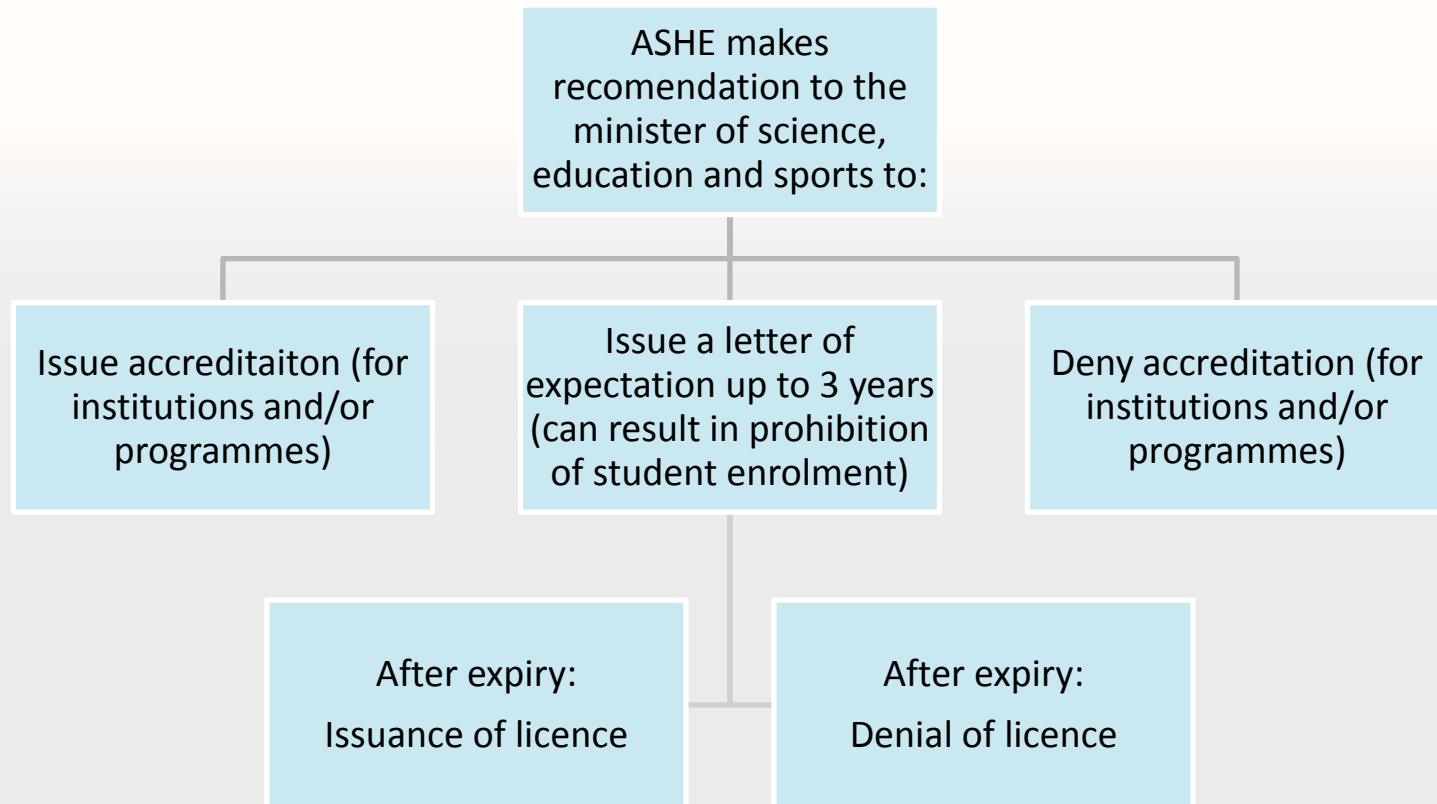 ASHE makes
recomendation to the
minister of science,
education and sports to:
Issue accreditaiton (for
institutions and/or
programmes)
Issue a letter of
expectation up to 3 years
(can result in prohibition
of student enrolment)
Deny accreditation (for
institutions and/or
programmes)
After expiry:
Issuance of licence
After expiry:
Denial of licence